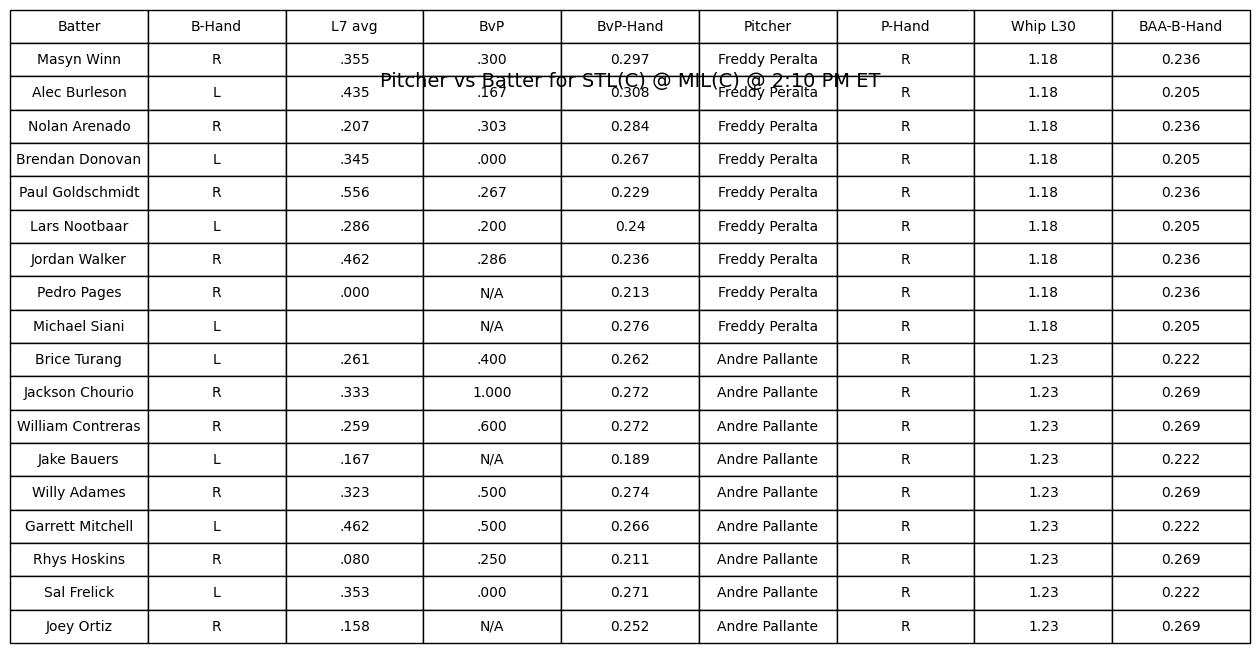 Batter B-Hand L7 avg BvP BvP-Hand Pitcher P-Hand Whip L30 BAA-B-Hand
Masyn Winn R .355 .300 0.297 Freddy Peralta R 1.18 0.236
Pitcher vs Batter for STL(C) @ MIL(C) @ 2:10 PM ET
Alec Burleson L .435 .167 0.308 Freddy Peralta R 1.18 0.205
Nolan Arenado R .207 .303 0.284 Freddy Peralta R 1.18 0.236
Brendan Donovan L .345 .000 0.267 Freddy Peralta R 1.18 0.205
Paul Goldschmidt R .556 .267 0.229 Freddy Peralta R 1.18 0.236
Lars Nootbaar L .286 .200 0.24 Freddy Peralta R 1.18 0.205
Jordan Walker R .462 .286 0.236 Freddy Peralta R 1.18 0.236
Pedro Pages R .000 N/A 0.213 Freddy Peralta R 1.18 0.236
Michael Siani L N/A 0.276 Freddy Peralta R 1.18 0.205
Brice Turang L .261 .400 0.262 Andre Pallante R 1.23 0.222
Jackson Chourio R .333 1.000 0.272 Andre Pallante R 1.23 0.269
William Contreras R .259 .600 0.272 Andre Pallante R 1.23 0.269
Jake Bauers L .167 N/A 0.189 Andre Pallante R 1.23 0.222
Willy Adames R .323 .500 0.274 Andre Pallante R 1.23 0.269
Garrett Mitchell L .462 .500 0.266 Andre Pallante R 1.23 0.222
Rhys Hoskins R .080 .250 0.211 Andre Pallante R 1.23 0.269
Sal Frelick L .353 .000 0.271 Andre Pallante R 1.23 0.222
Joey Ortiz R .158 N/A 0.252 Andre Pallante R 1.23 0.269